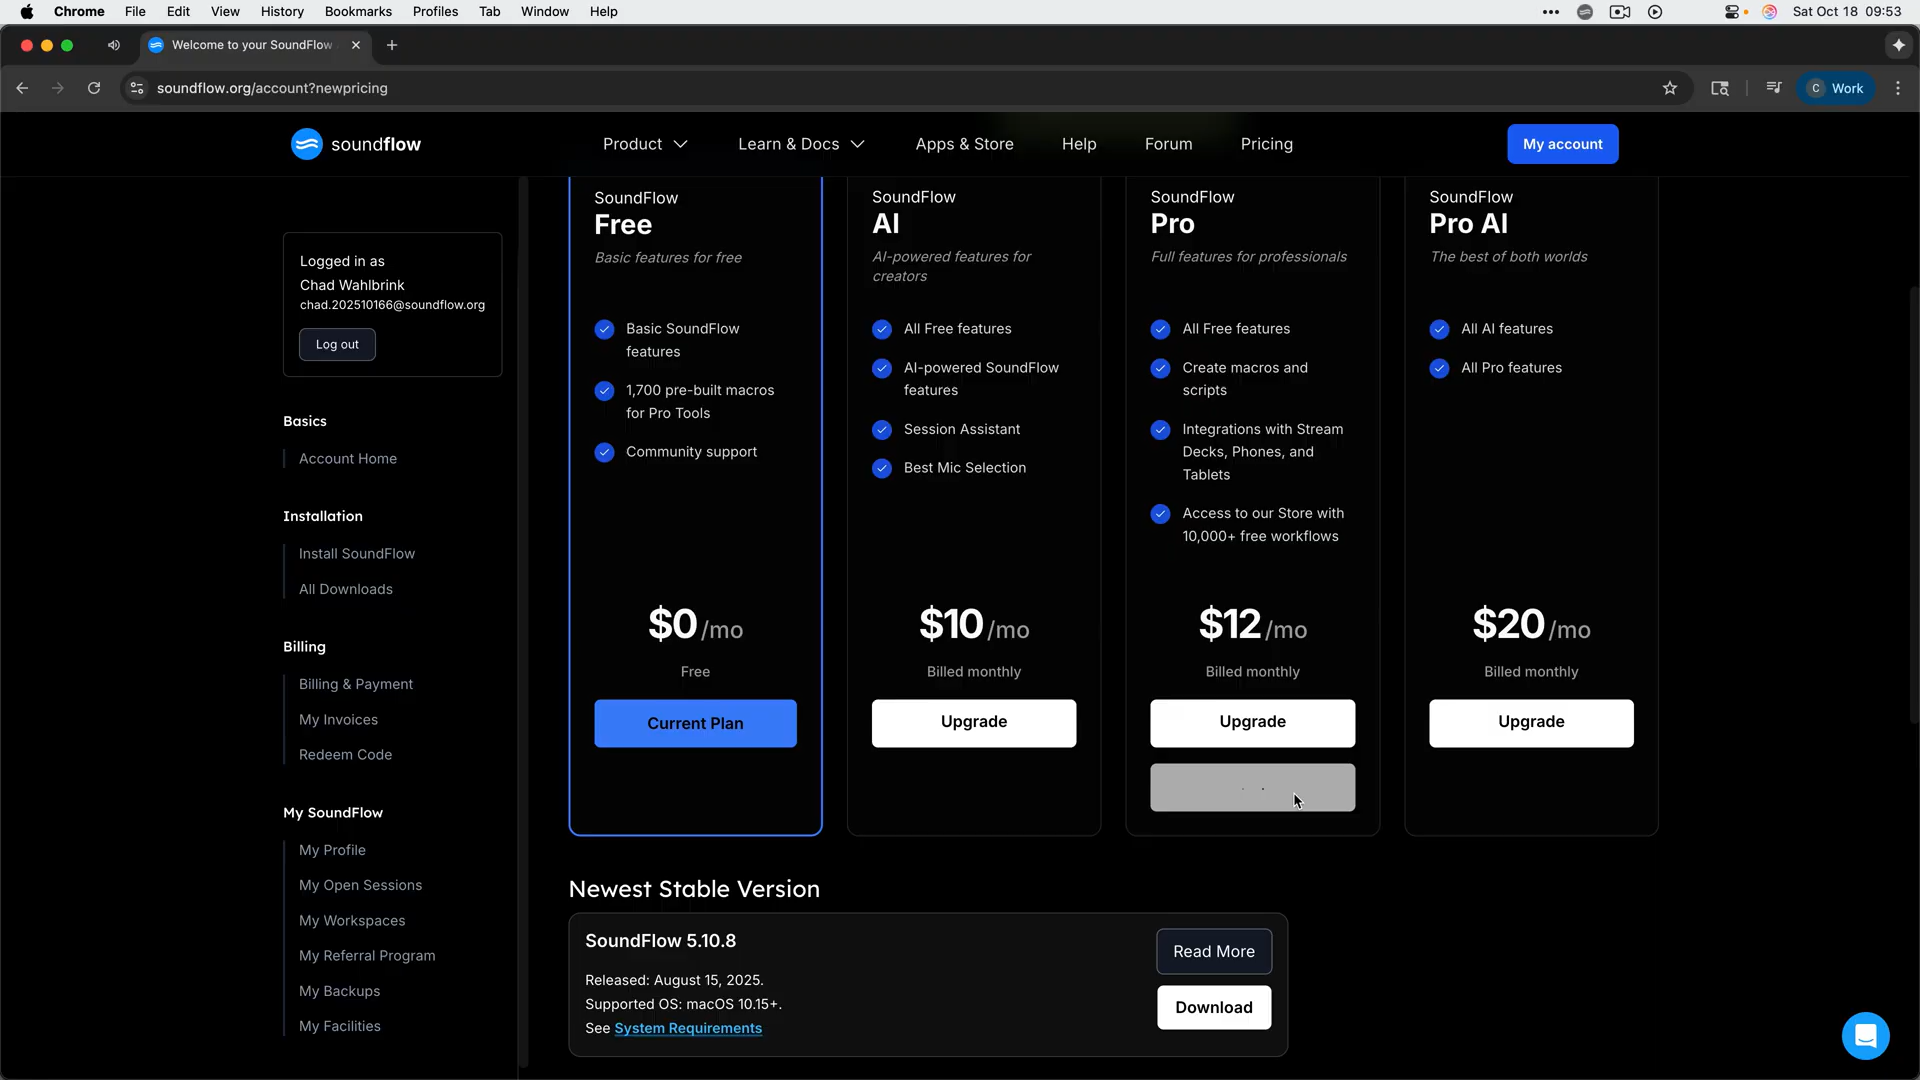 Chrome File Edit View History Bookmarks Profiles Tab Window Help
Sat Oct 18 09:53
Welcome to your SoundFlow
soundflow.org/account?newpricing
C Work
soundflow
Product
Learn & Docs
Apps & Store
Help
Forum
Pricing
My account
Logged in as
Chad Wahlbrink
chad.202510166@soundflow.org
Log out
Basics
Account Home
Installation
Install SoundFlow
All Downloads
Billing
Billing & Payment
My Invoices
Redeem Code
My SoundFlow
My Profile
My Open Sessions
My Workspaces
My Referral Program
My Backups
My Facilities
SoundFlow
Free
Basic features for free
Basic SoundFlow
features
1,700 pre-built macros
for Pro Tools
Community support
$0/mo
Free
Current Plan
SoundFlow
AI
AI-powered features for
creators
All Free features
AI-powered SoundFlow
features
Session Assistant
Best Mic Selection
$10/mo
Billed monthly
Upgrade
SoundFlow
Pro
Full features for professionals
All Free features
Create macros and
scripts
Integrations with Stream
Decks, Phones, and
Tablets
Access to our Store with
10,000+ free workflows
$12/mo
Billed monthly
Upgrade
SoundFlow
Pro AI
The best of both worlds
All AI features
All Pro features
$20/mo
Billed monthly
Upgrade
Newest Stable Version
SoundFlow 5.10.8
Released: August 15, 2025.
Supported OS: macOS 10.15+.
See System Requirements
Read More
Download